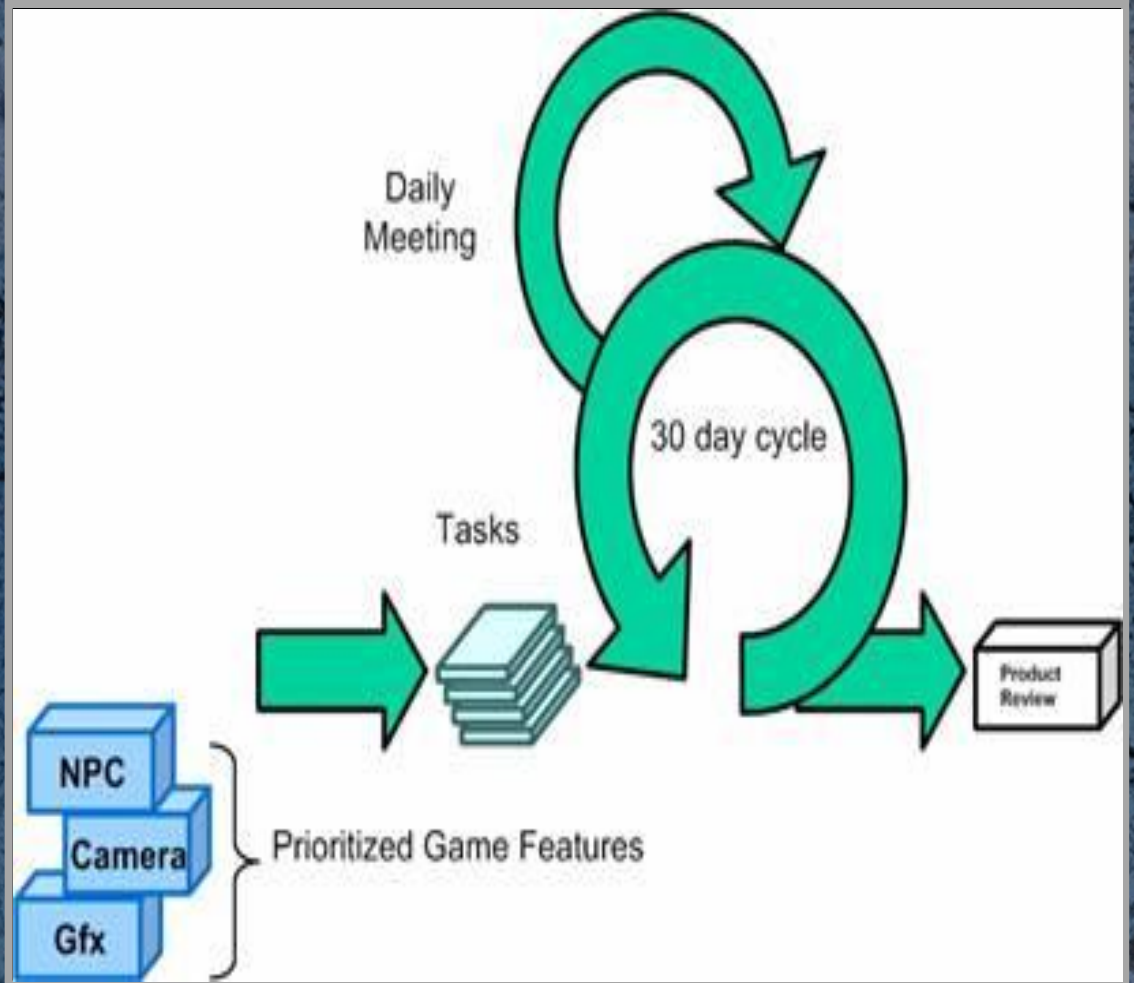 Daily
Meeting
30 day cycle
Tasks
Product
Review
NPC
Camera
Gfx
Prioritized Game Features